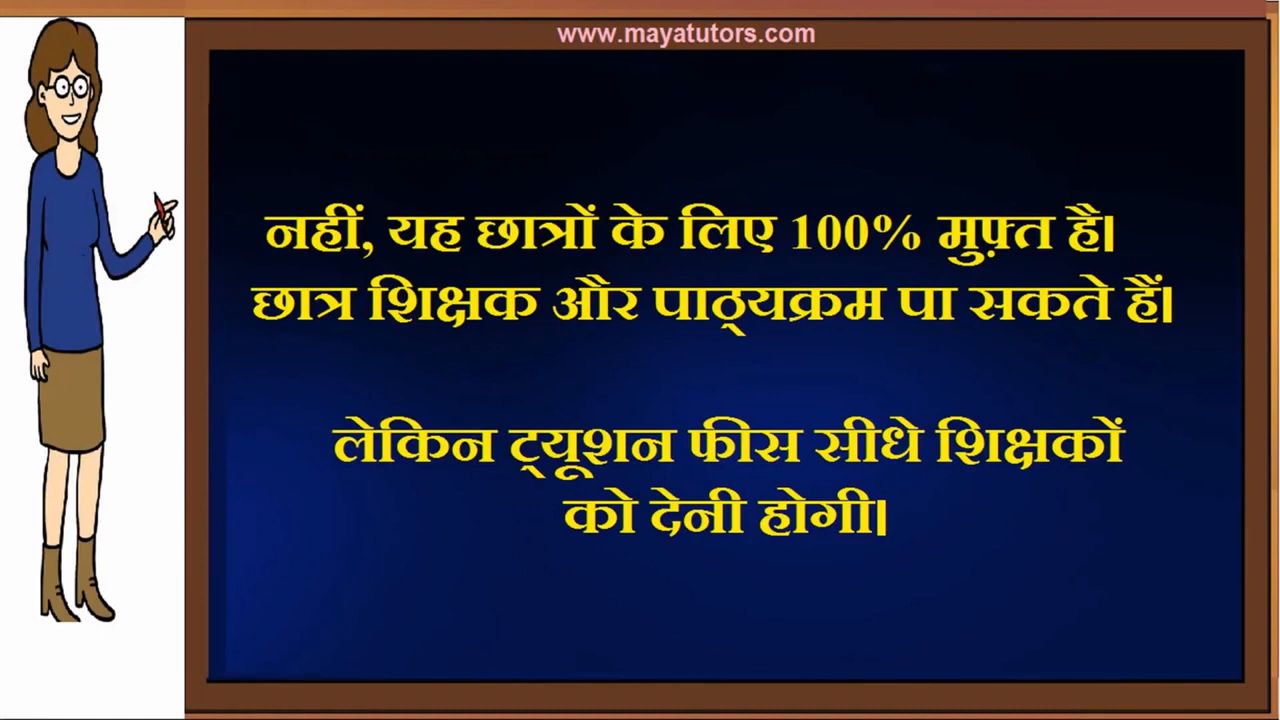 www.mayatutors.com
नहीं, यह छात्रों के लिए 100% मुफ़्त है।
छात्र शिक्षक और पाठ्यक्रम पा सकते हैं।
लेकिन ट्यूशन फीस सीधे शिक्षकों
को देनी होगी।